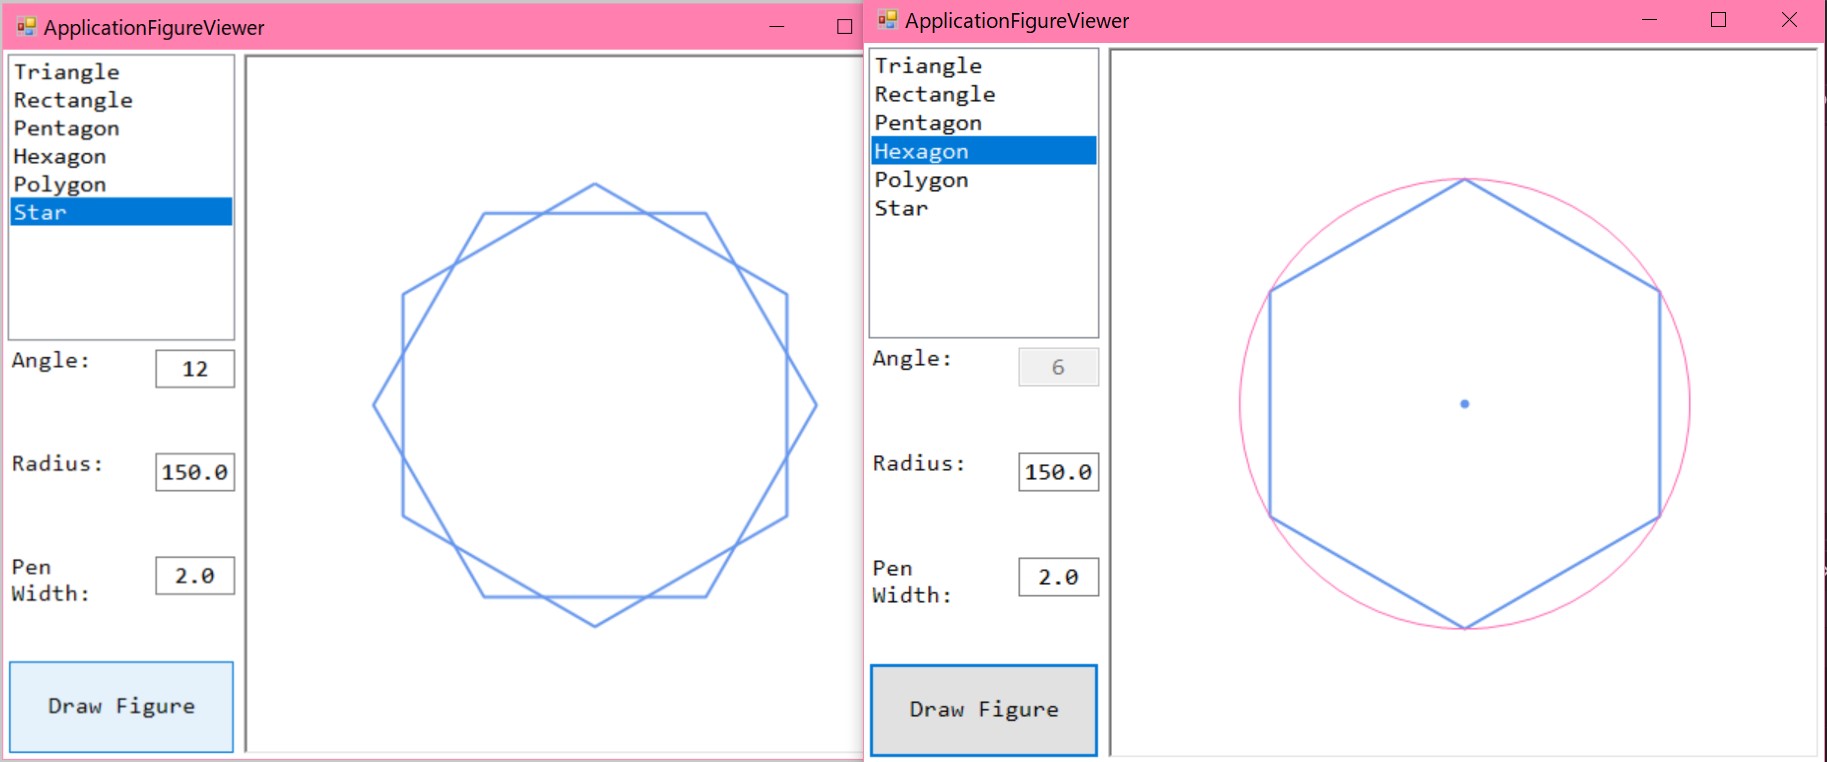 ApplicationFigureViewer
Triangle
Rectangle
Pentagon
Hexagon
Polygon
Star
Angle:
12
Radius:
150.0
Pen
Width:
2.0
Draw Figure
ApplicationFigureViewer
Triangle
Rectangle
Pentagon
Hexagon
Polygon
Star
Angle:
6
Radius:
150.0
Pen
Width:
2.0
Draw Figure